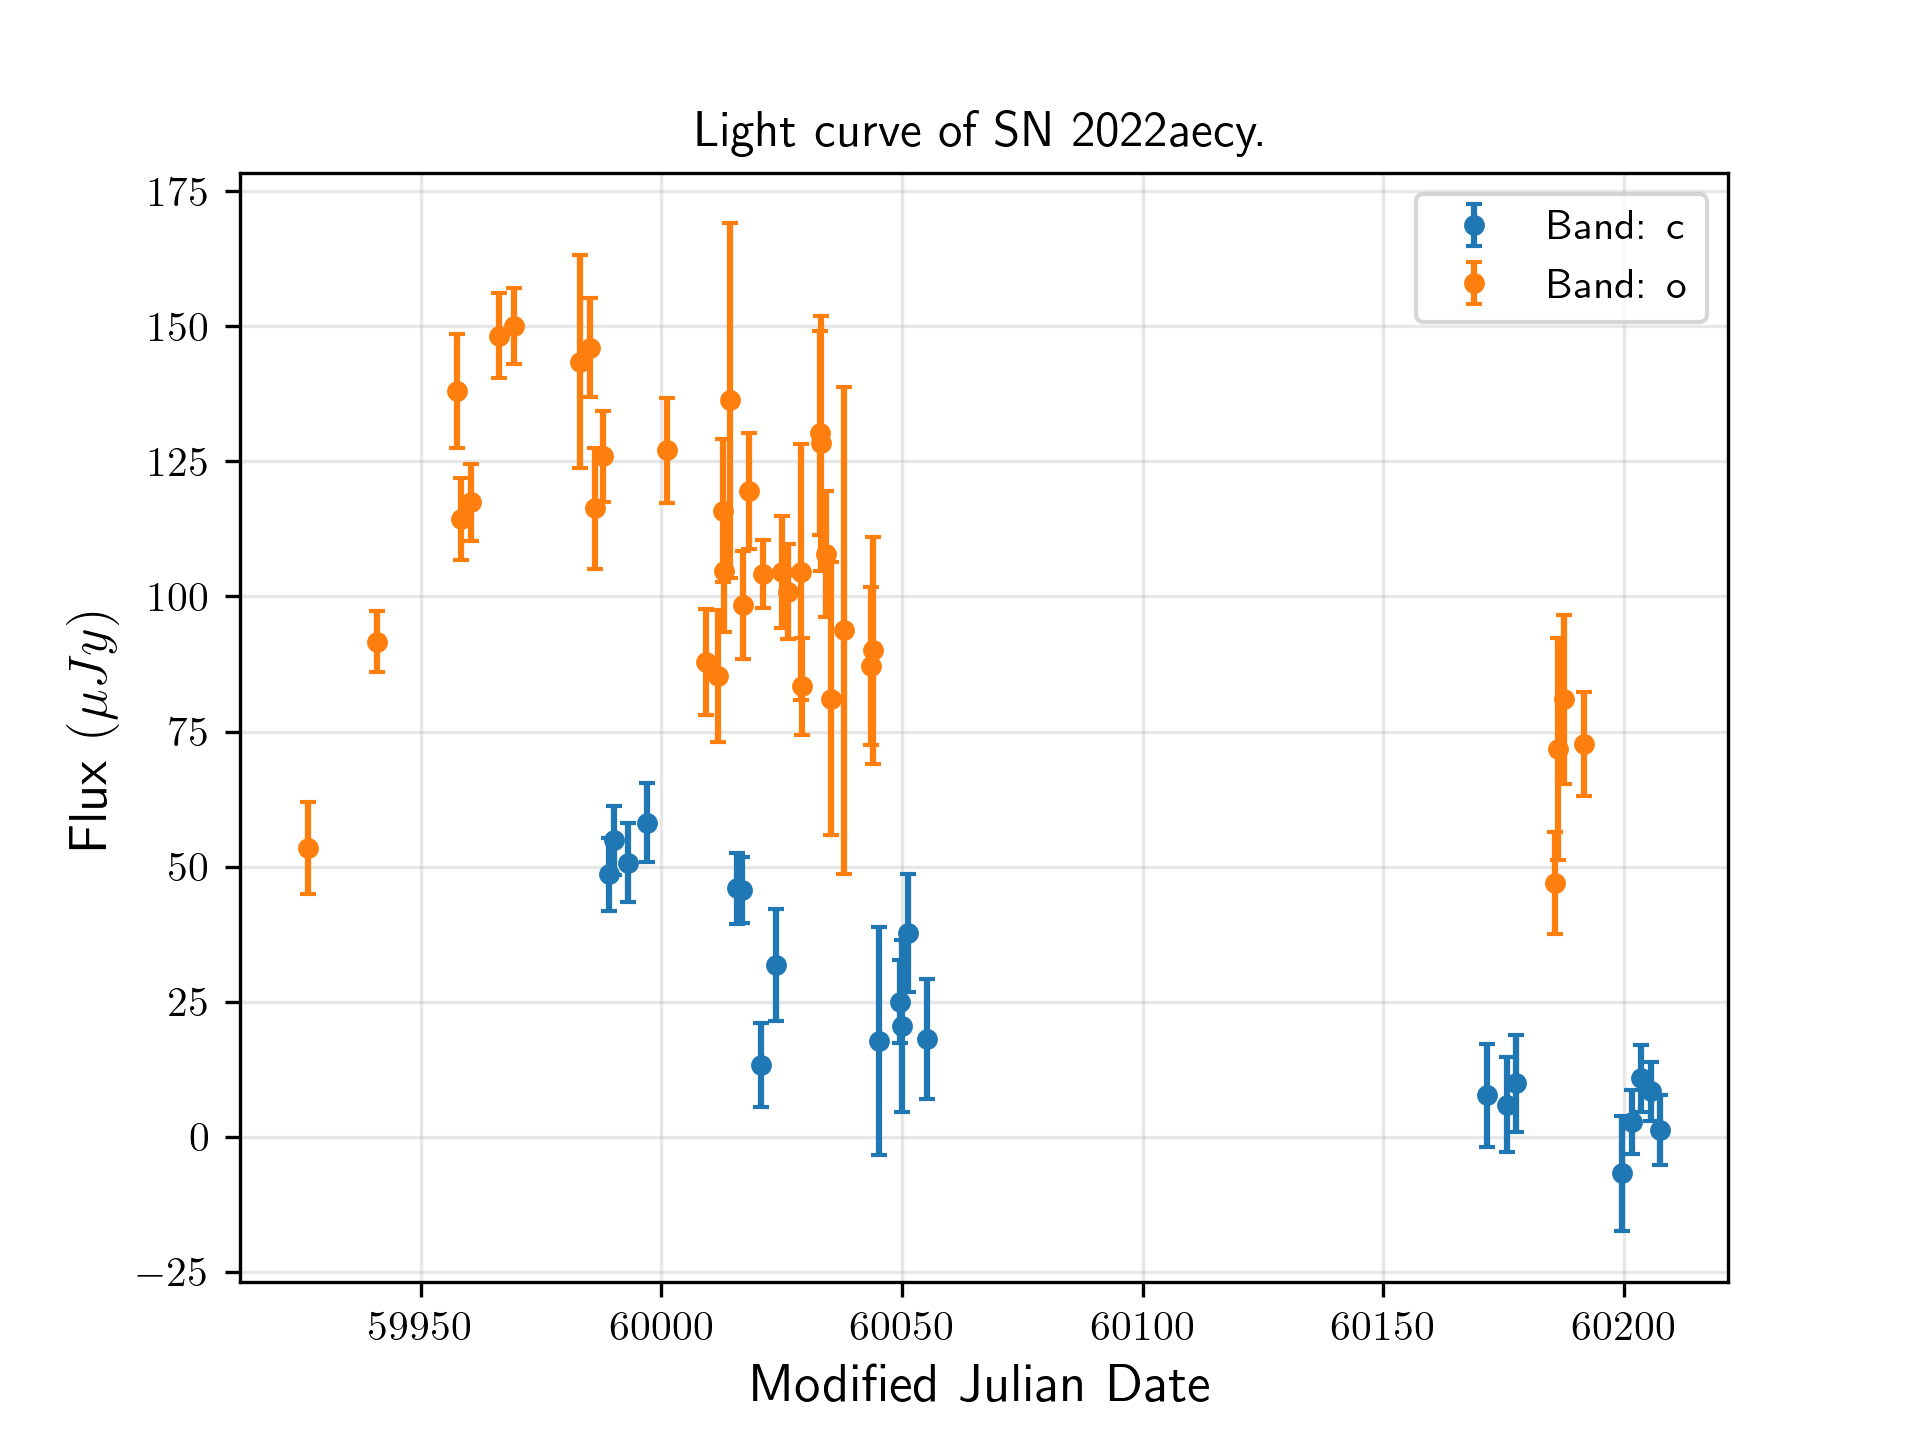 Light curve of SN 2022aecy.
175
150
125
100
75
50
25
0
−25
Flux (μJy)
Band: c
Band: o
59950 60000 60050 60100 60150 60200
Modified Julian Date